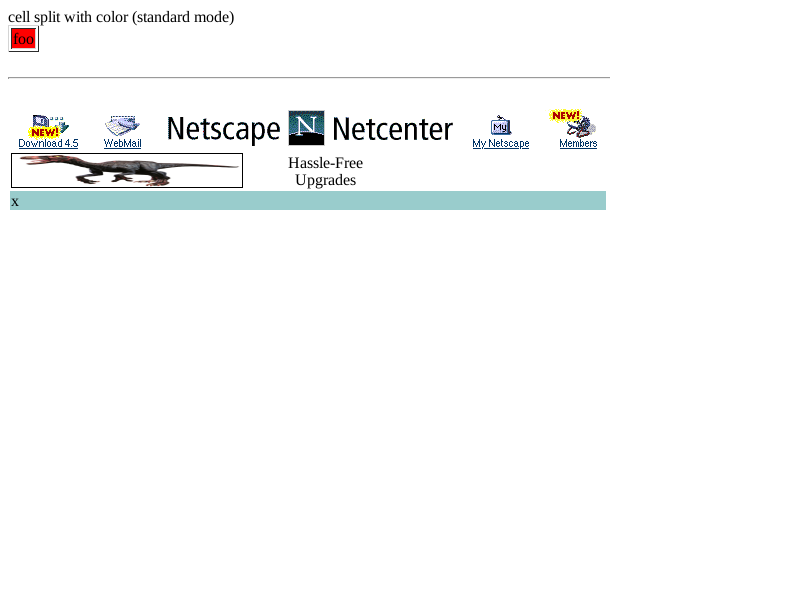 cell split with color (standard mode)
foo
NEW!
Download 4.5
WebMail
Netscape N Netcenter
My
My Netscape
NEW!
Members
Hassle-Free
Upgrades
x